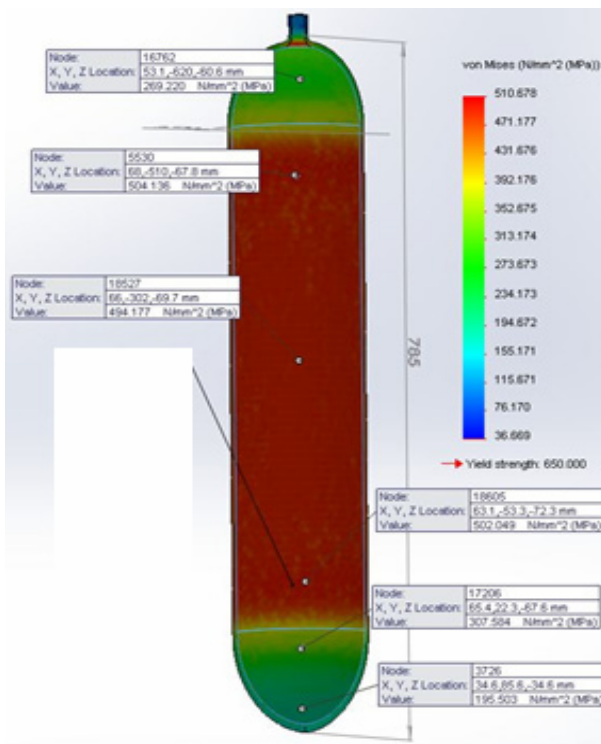 Node: 16762
X, Y, Z Location: 53.1,-620,-60.6 mm
Value: 269.220 N/mm^2 (MPa)
Node: 5530
X, Y, Z Location: 68,-510,-67.8 mm
Value: 504.136 N/mm^2 (MPa)
Node: 18527
X, Y, Z Location: 66,-302,-69.7 mm
Value: 494.177 N/mm^2 (MPa)
785
von Mises (N/mm^2 (MPa))
510.678
471.177
431.676
392.176
352.675
313.174
273.673
234.173
194.672
155.171
115.671
76.170
36.669
Yield strength: 650.000
Node: 18605
X, Y, Z Location: 63.1,-53.3,-72.3 mm
Value: 502.049 N/mm^2 (MPa)
Node: 17206
X, Y, Z Location: 65.4,22.3,-67.6 mm
Value: 307.584 N/mm^2 (MPa)
Node: 3726
X, Y, Z Location: 34.6,85.6,-34.6 mm
Value: 195.503 N/mm^2 (MPa)